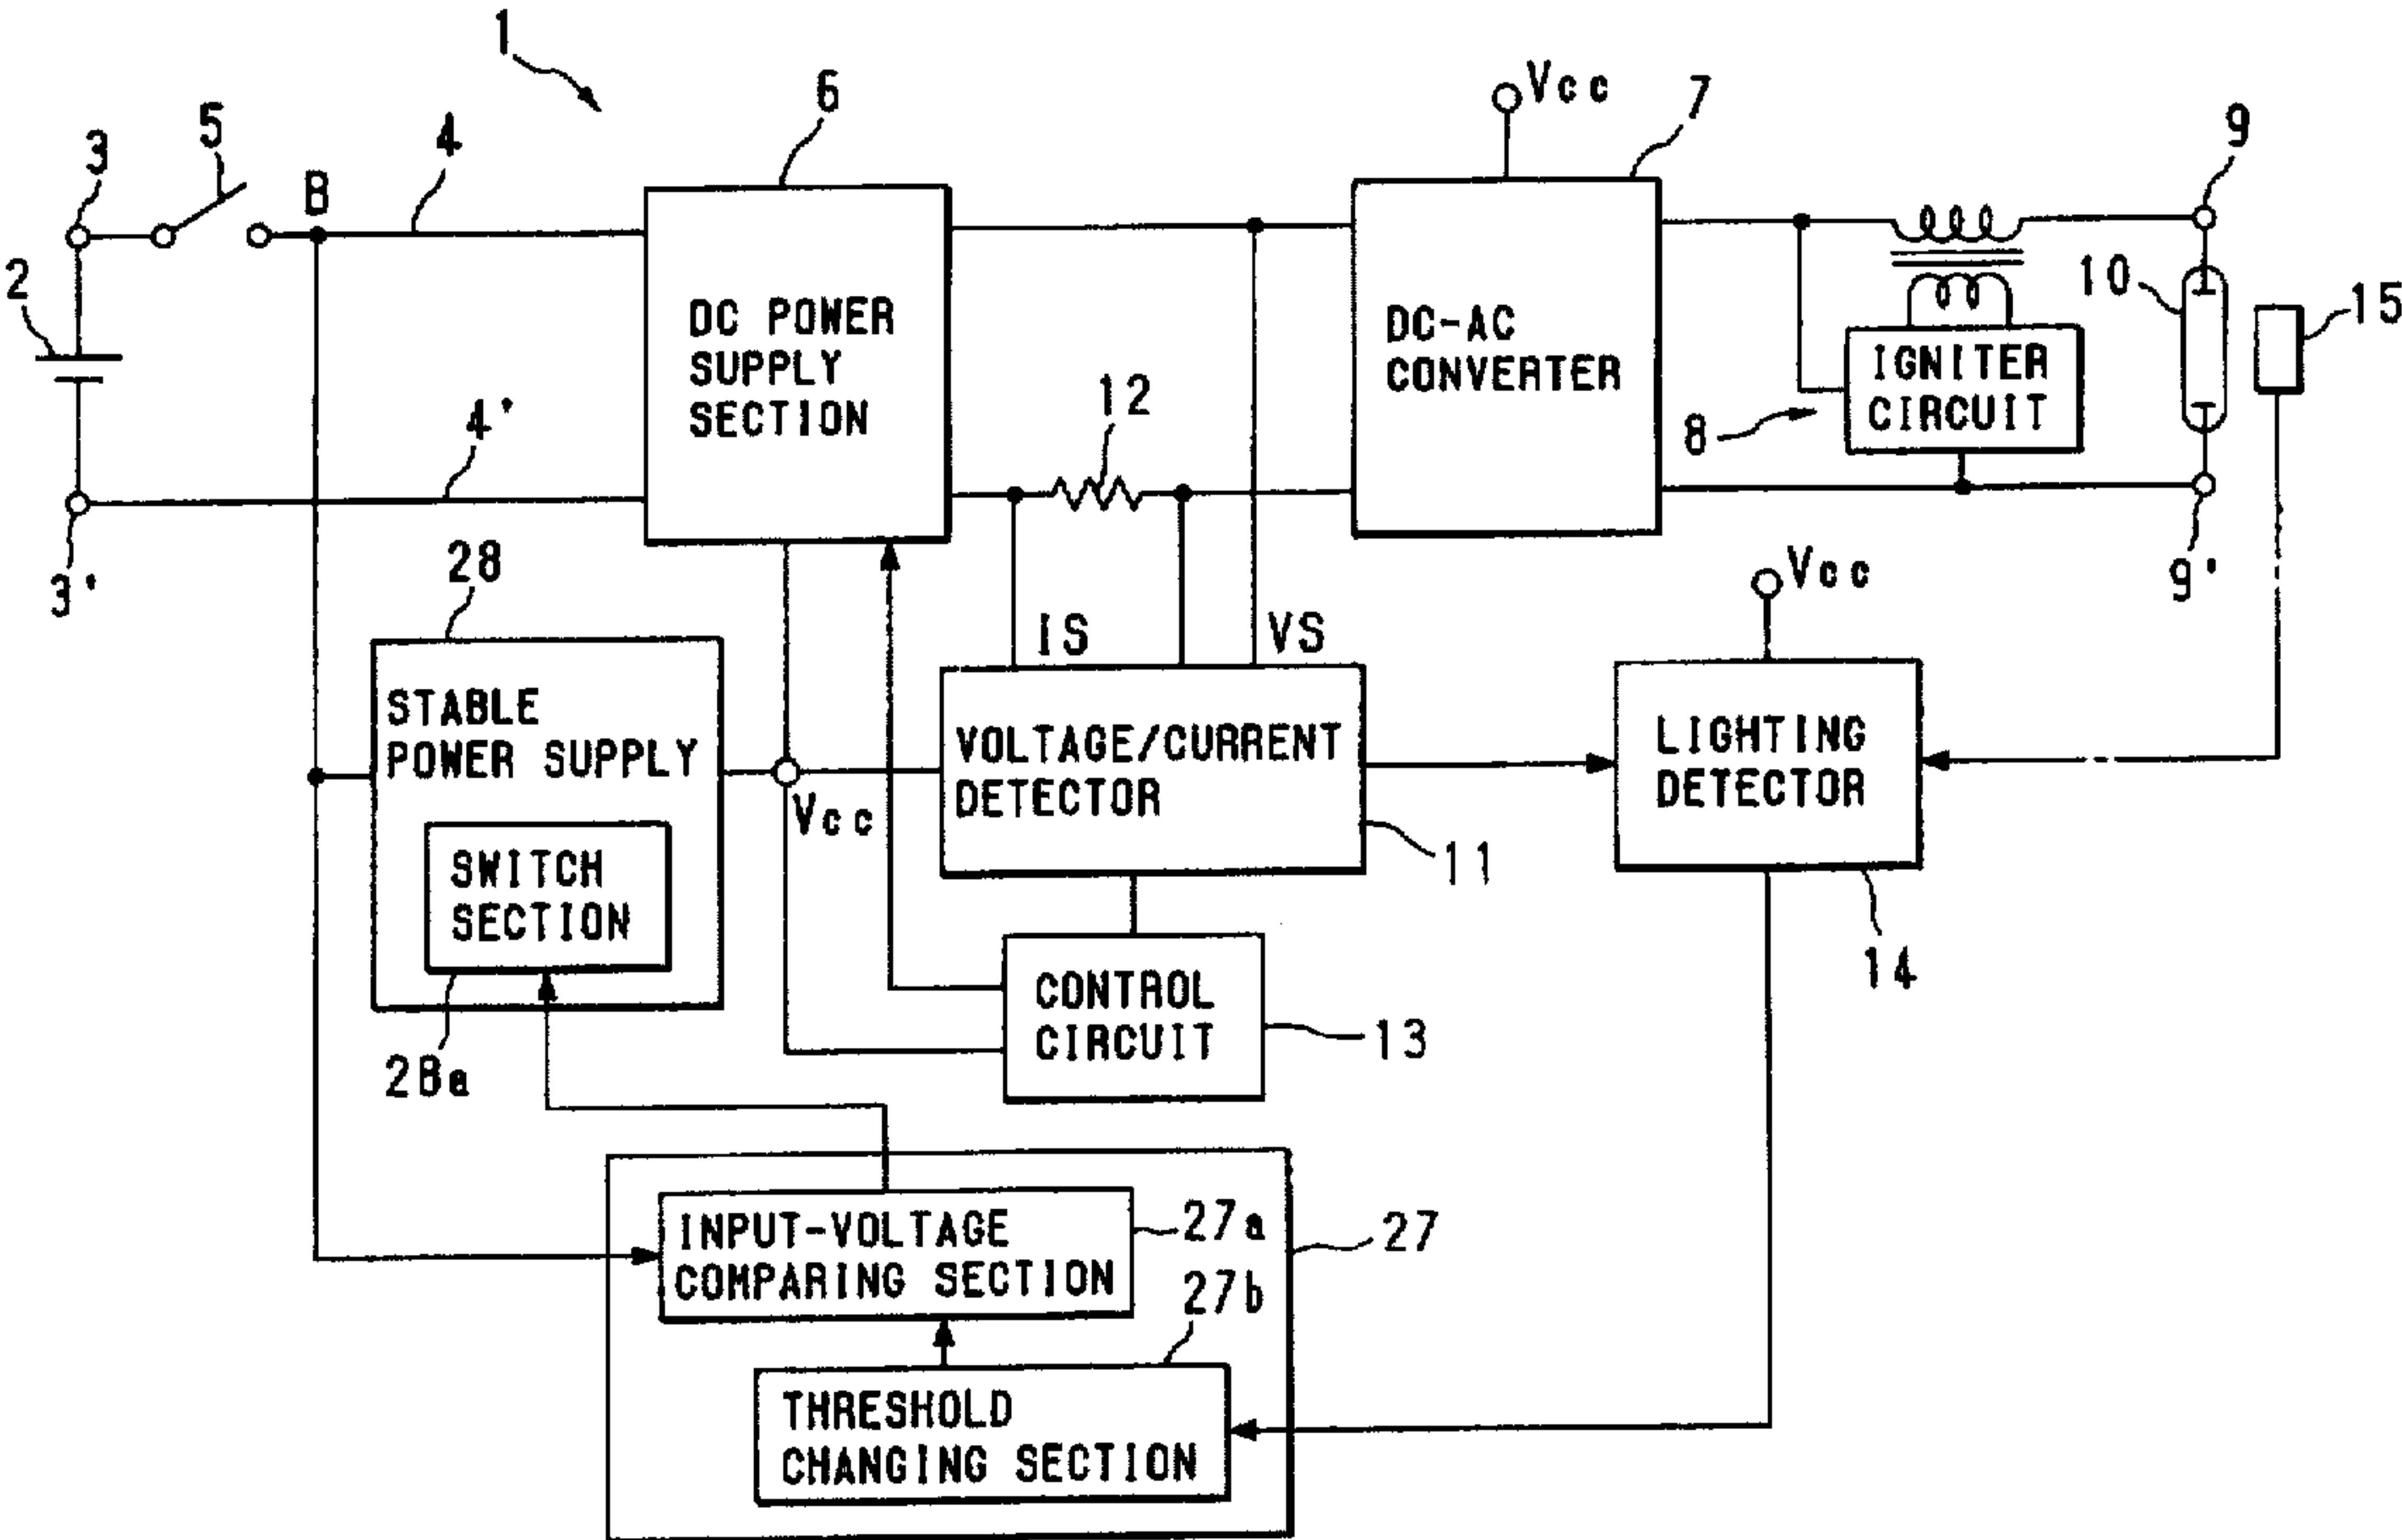 1
6
Vcc
7
9
3
5
B
4
2
DC POWER
SUPPLY
SECTION
DC-AC
CONVERTER
10
15
IGNITER
CIRCUIT
12
8
4'
3'
28
9'
Vcc
IS
VS
STABLE
POWER SUPPLY
VOLTAGE/CURRENT
DETECTOR
LIGHTING
DETECTOR
Vcc
SWITCH
SECTION
11
14
CONTROL
CIRCUIT
13
28a
INPUT-VOLTAGE
COMPARING SECTION
27a
27
27b
THRESHOLD
CHANGING SECTION